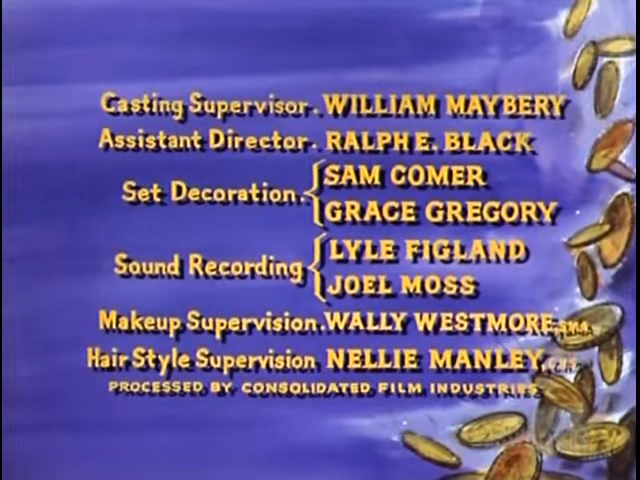 Casting Supervisor. WILLIAM MAYBERY
Assistant Director. RALPH E. BLACK
Set Decoration. SAM COMER
GRACE GREGORY
Sound Recording LYLE FIGLAND
JOEL MOSS
Makeup Supervision. WALLY WESTMORE, S.M.A.
Hair Style Supervision NELLIE MANLEY, C.H.S.
PROCESSED BY CONSOLIDATED FILM INDUSTRIES